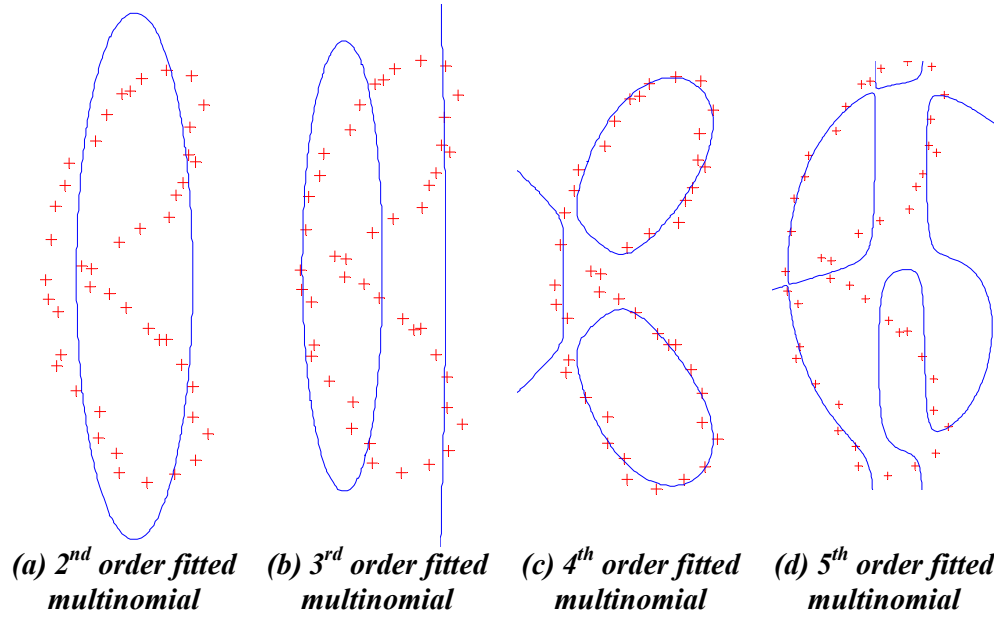 (a) 2nd order fitted multinomial
(b) 3rd order fitted multinomial
(c) 4th order fitted multinomial
(d) 5th order fitted multinomial